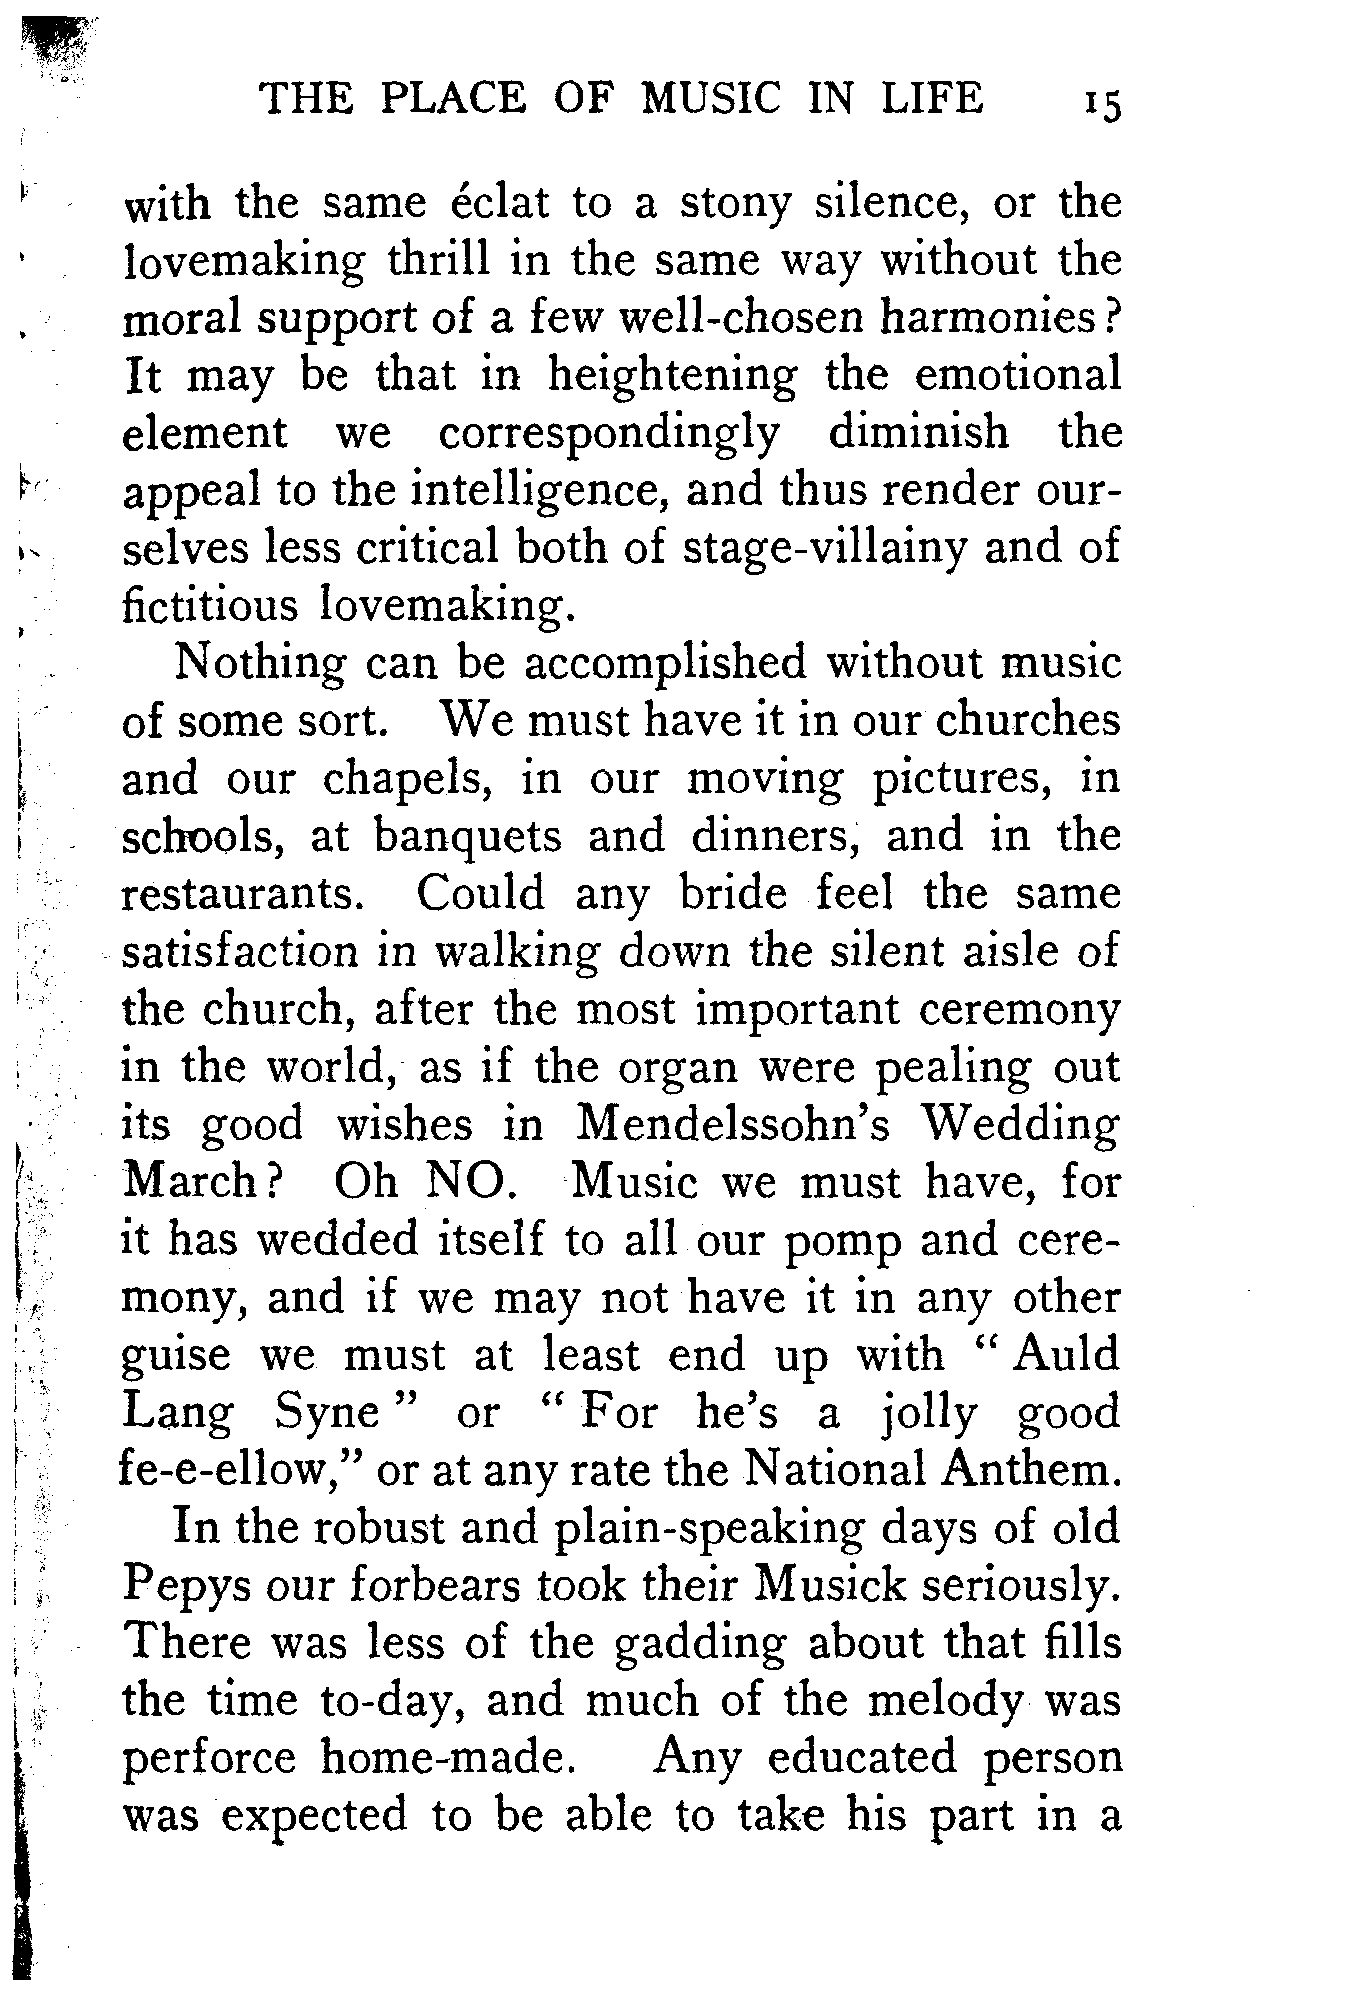 THE PLACE OF MUSIC IN LIFE 15
with the same éclat to a stony silence, or the
lovemaking thrill in the same way without the
moral support of a few well-chosen harmonies?
It may be that in heightening the emotional
element we correspondingly diminish the
appeal to the intelligence, and thus render our-
selves less critical both of stage-villainy and of
fictitious lovemaking.
Nothing can be accomplished without music
of some sort. We must have it in our churches
and our chapels, in our moving pictures, in
schools, at banquets and dinners, and in the
restaurants. Could any bride feel the same
satisfaction in walking down the silent aisle of
the church, after the most important ceremony
in the world, as if the organ were pealing out
its good wishes in Mendelssohn's Wedding
March? Oh NO. Music we must have, for
it has wedded itself to all our pomp and cere-
mony, and if we may not have it in any other
guise we must at least end up with “Auld
Lang Syne” or “For he's a jolly good
fe-e-ellow,” or at any rate the National Anthem.
In the robust and plain-speaking days of old
Pepys our forbears took their Musick seriously.
There was less of the gadding about that fills
the time to-day, and much of the melody was
perforce home-made. Any educated person
was expected to be able to take his part in a